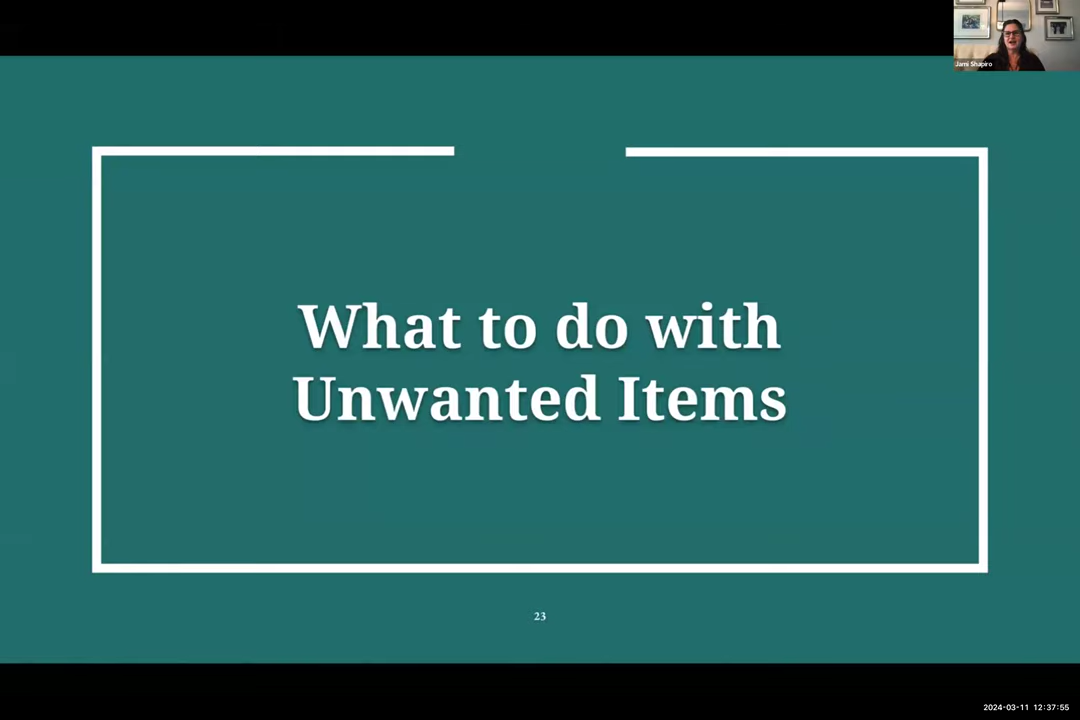 Jami Shapiro
What to do with
Unwanted Items
23
2024-03-11 12:37:55